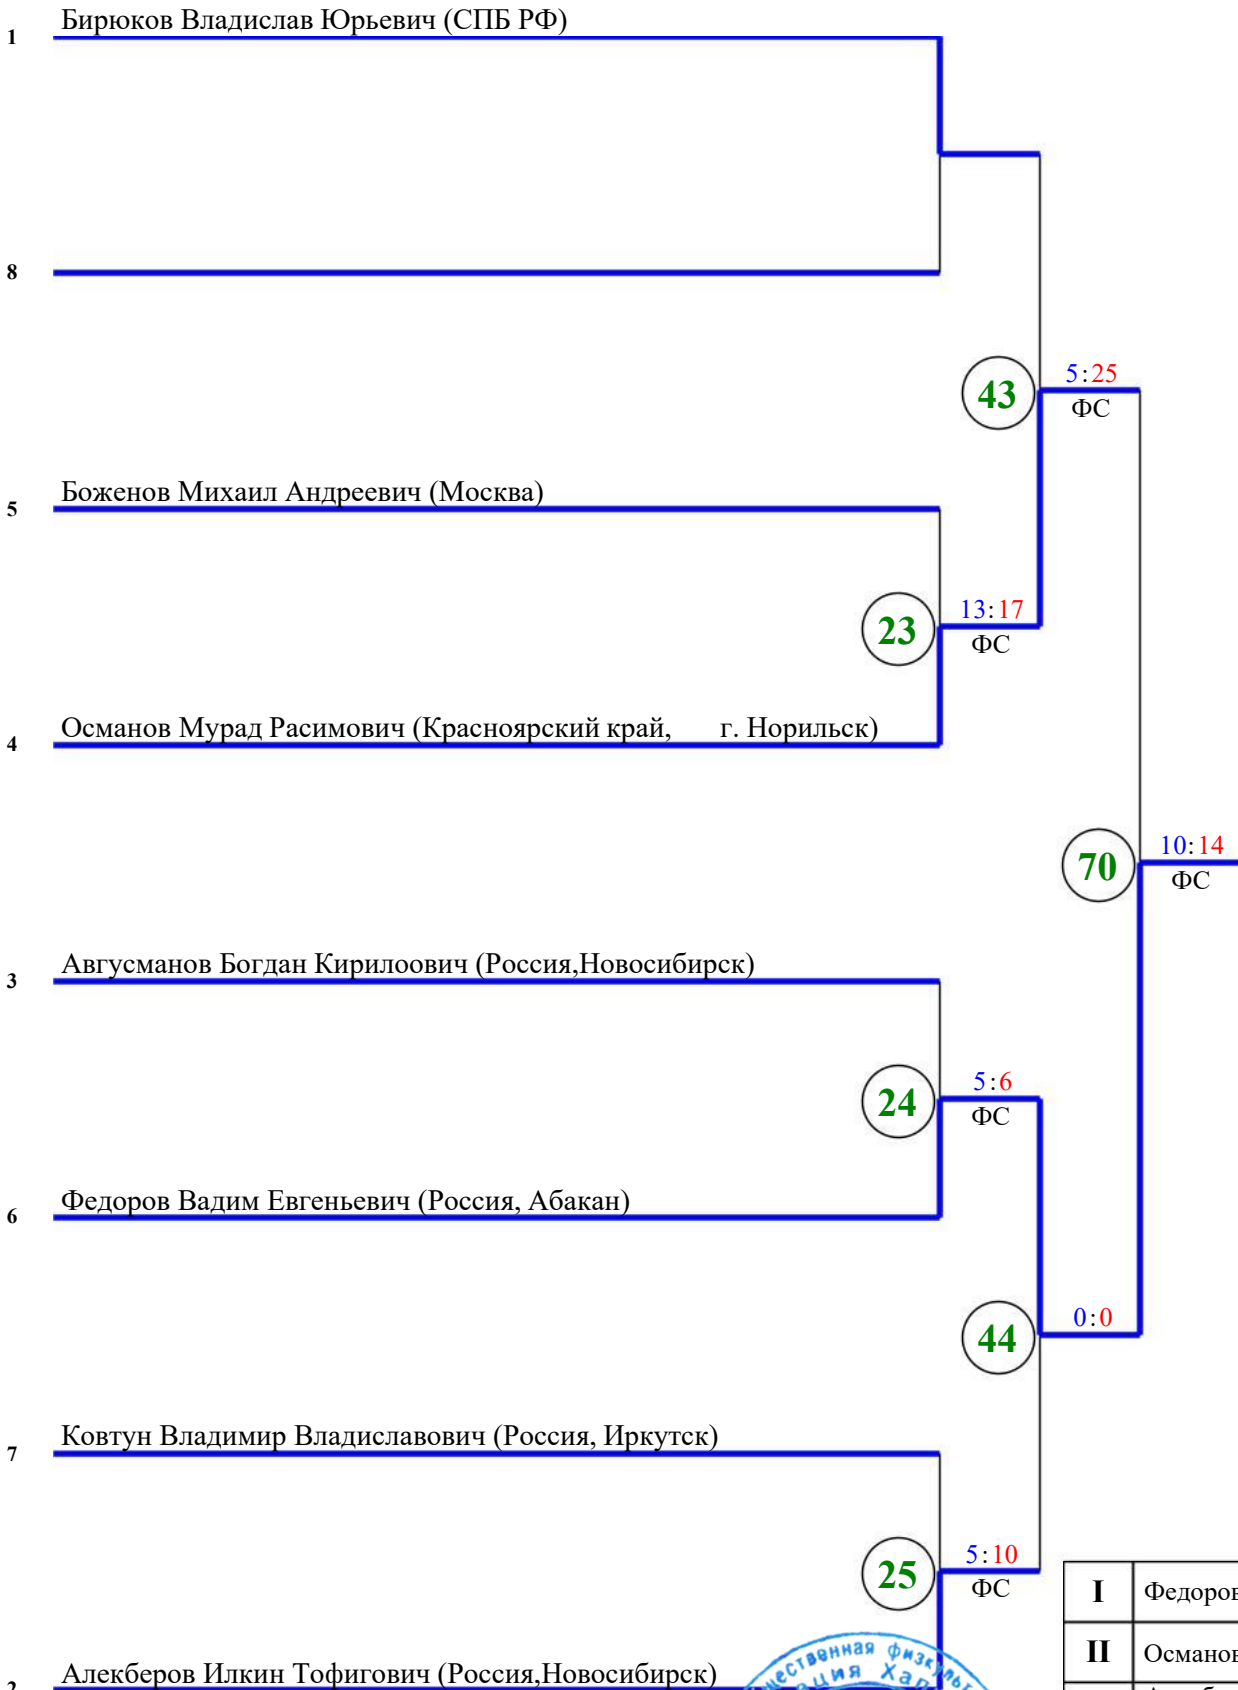 Бирюков Владислав Юрьевич (СПБ РФ)
1
8
5:25
43
ФС
Боженов Михаил Андреевич (Москва)
5
13:17
23
ФС
Османов Мурад Расимович (Красноярский край, г. Норильск)
4
10:14
70
ФС
Авгусманов Богдан Кирилоович (Россия,Новосибирск)
3
5:6
24
ФС
Федоров Вадим Евгеньевич (Россия, Абакан)
6
0:0
44
Ковтун Владимир Владиславович (Россия, Иркутск)
7
5:10
25
ФС
I Федоров
II Османов
Алекберов Илкин Тофигович (Россия,Новосибирск)
2